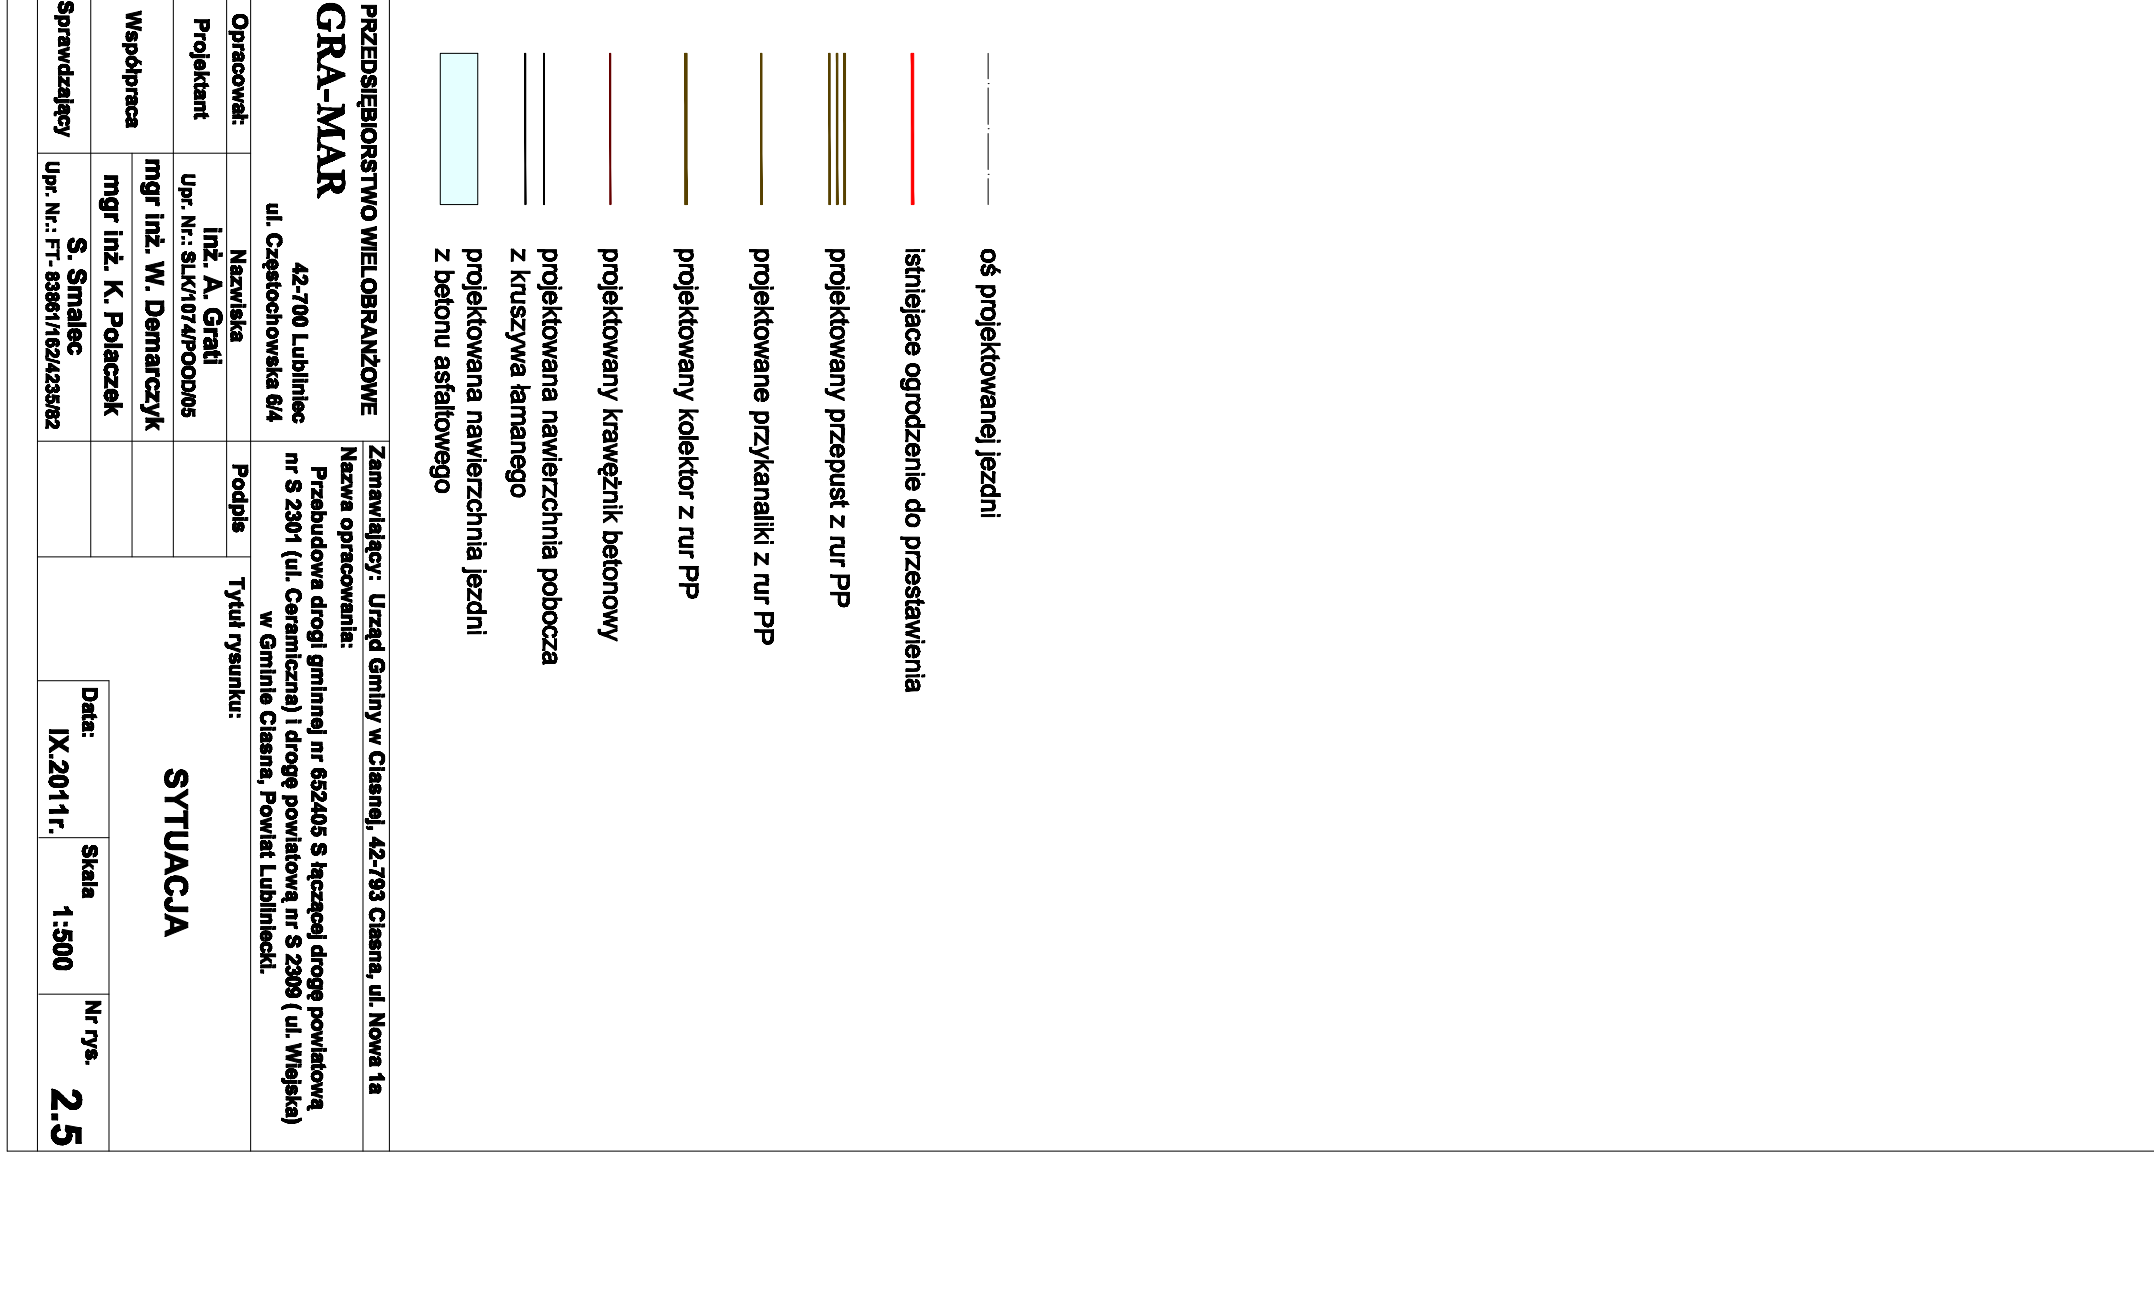 oś projektowanej jezdni
istniejace ogrodzenie do przestawienia
projektowany przepust z rur PP
projektowane przykanaliki z rur PP
projektowany kolektor z rur PP
projektowany krawężnik betonowy
projektowana nawierzchnia pobocza
z kruszywa łamanego
projektowana nawierzchnia jezdni
z betonu asfaltowego
PRZEDSIĘBIORSTWO WIELOBRANŻOWE
GRA-MAR
42-700 Lubliniec
ul. Częstochowska 6/4
Zamawiający: Urząd Gminy w Ciasnej, 42-793 Ciasna, ul. Nowa 1a
Nazwa opracowania:
Przebudowa drogi gminnej nr 652405 S łączącej drogę powiatową
nr S 2301 (ul. Ceramiczna) i drogę powiatową nr S 2309 ( ul. Wiejska)
w Gminie Ciasna, Powiat Lubliniecki.
Opracował:
Nazwiska
Podpis
Tytuł rysunku:
Projektant
inż. A. Grati
Upr. Nr.: SLK/1074/POOD/05
Współpraca
mgr inż. W. Demarczyk
mgr inż. K. Polaczek
Sprawdzający
S. Smalec
Upr. Nr.: FT- 83861/162/4235/82
SYTUACJA
Data:
IX.2011r.
Skala
1:500
Nr rys.
2.5